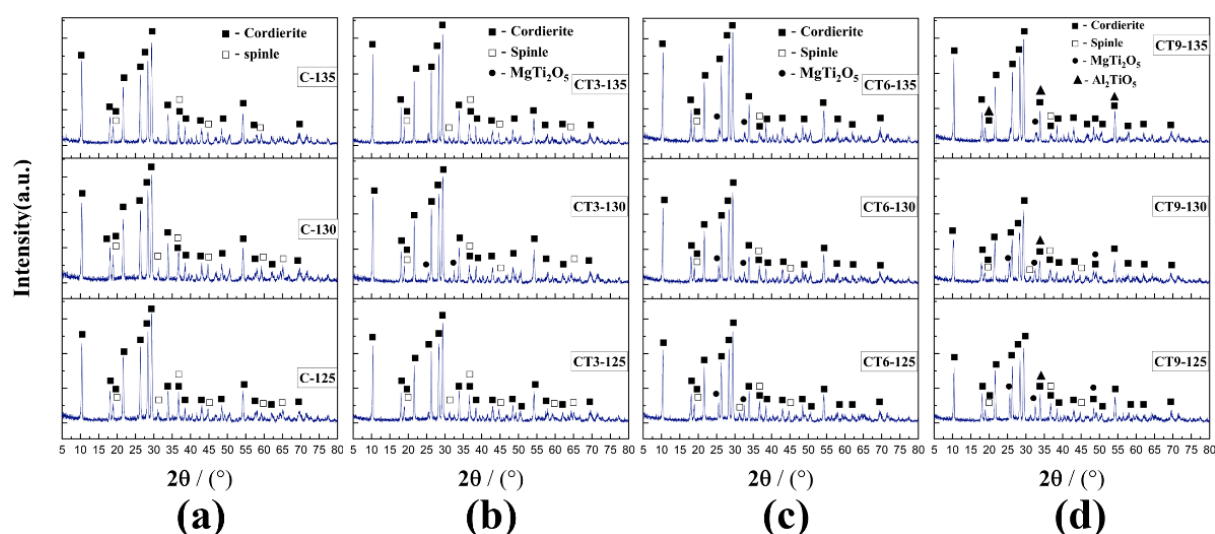 ■ - Cordierite
□ - spinle
C-135
C-130
C-125
■ - Cordierite
□ - Spinle
● - MgTi₂O₅
CT3-135
CT3-130
CT3-125
■ - Cordierite
□ - Spinle
● - MgTi₂O₅
CT6-135
CT6-130
CT6-125
■ - Cordierite
□ - Spinle
● - MgTi₂O₅
▲ - Al₂TiO₅
CT9-135
CT9-130
CT9-125
Intensity(a.u.)
5 10 15 20 25 30 35 40 45 50 55 60 65 70 75 80
5 10 15 20 25 30 35 40 45 50 55 60 65 70 75 80
5 10 15 20 25 30 35 40 45 50 55 60 65 70 75 80
5 10 15 20 25 30 35 40 45 50 55 60 65 70 75 80
2θ / (°)
2θ / (°)
2θ / (°)
2θ / (°)
(a)
(b)
(c)
(d)